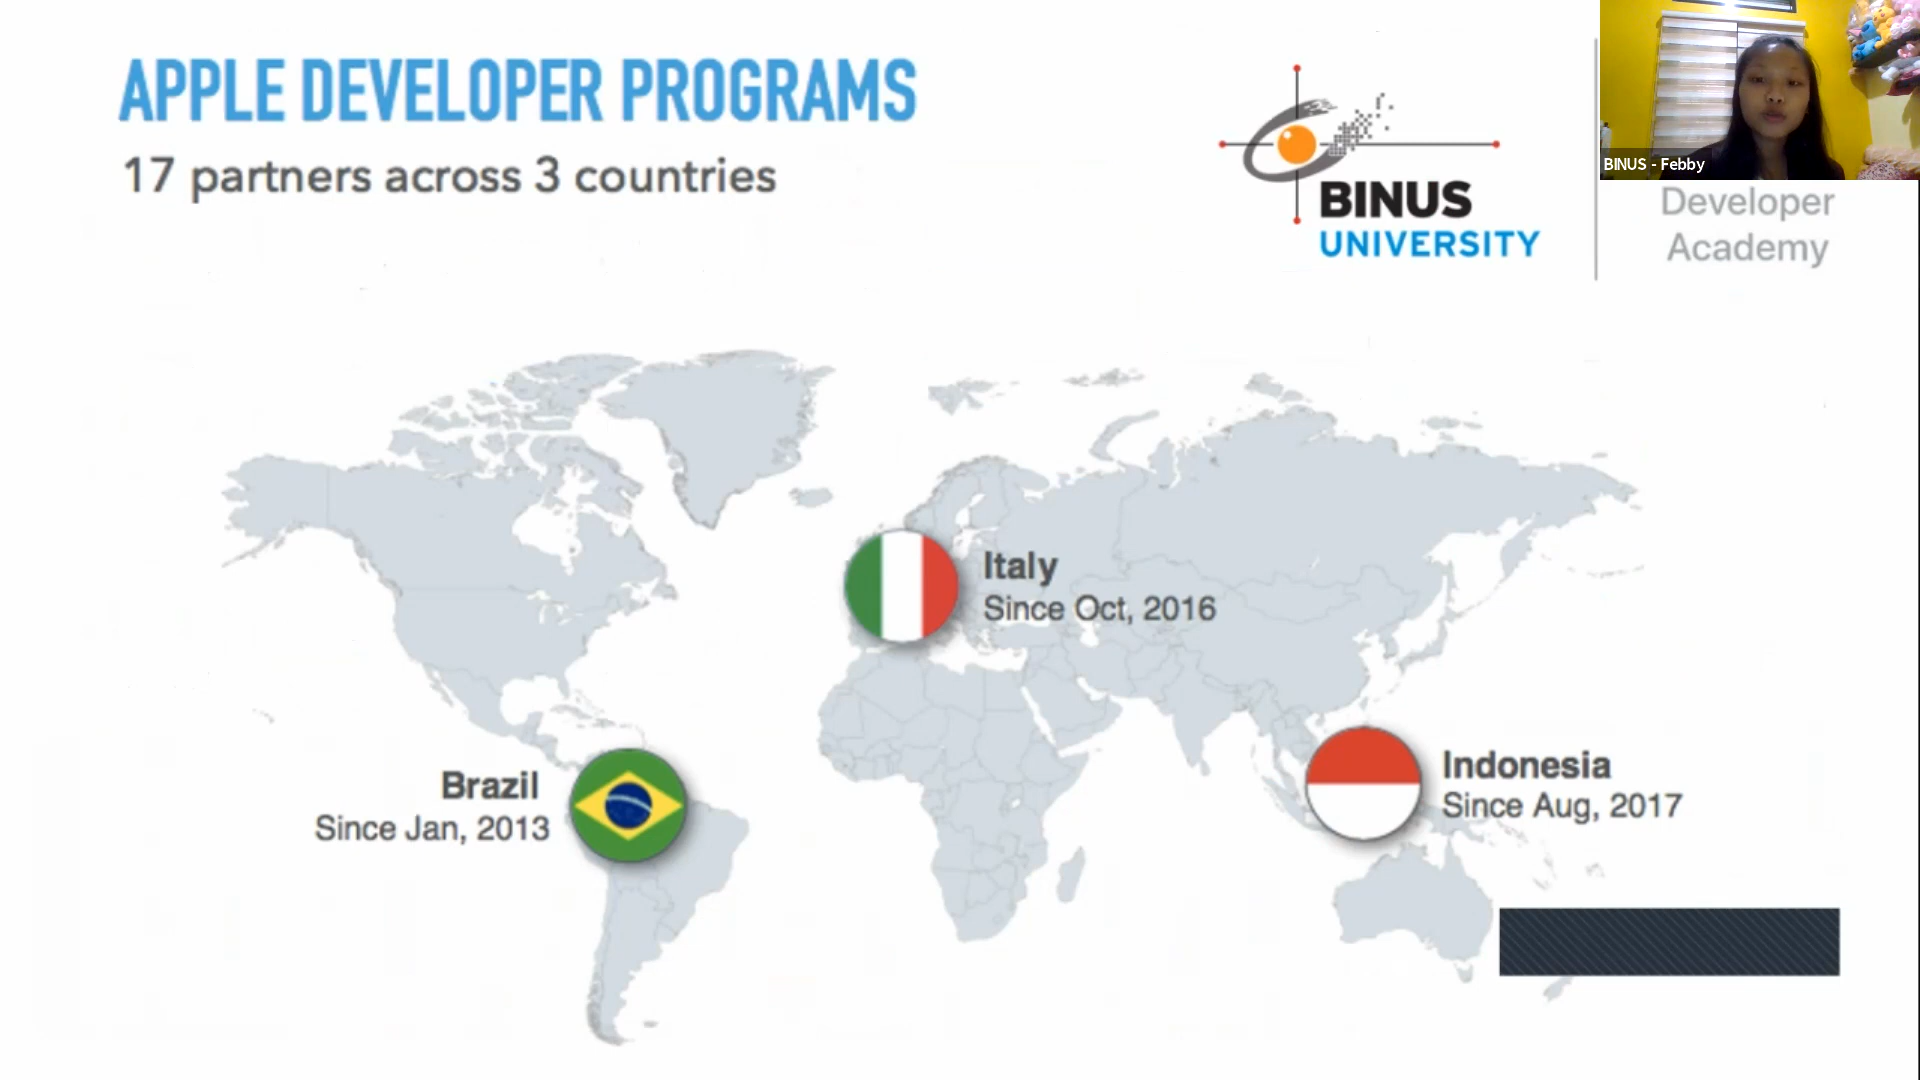 APPLE DEVELOPER PROGRAMS
17 partners across 3 countries
BINUS
UNIVERSITY
BINUS - Febby
Developer
Academy
Italy
Since Oct, 2016
Brazil
Since Jan, 2013
Indonesia
Since Aug, 2017